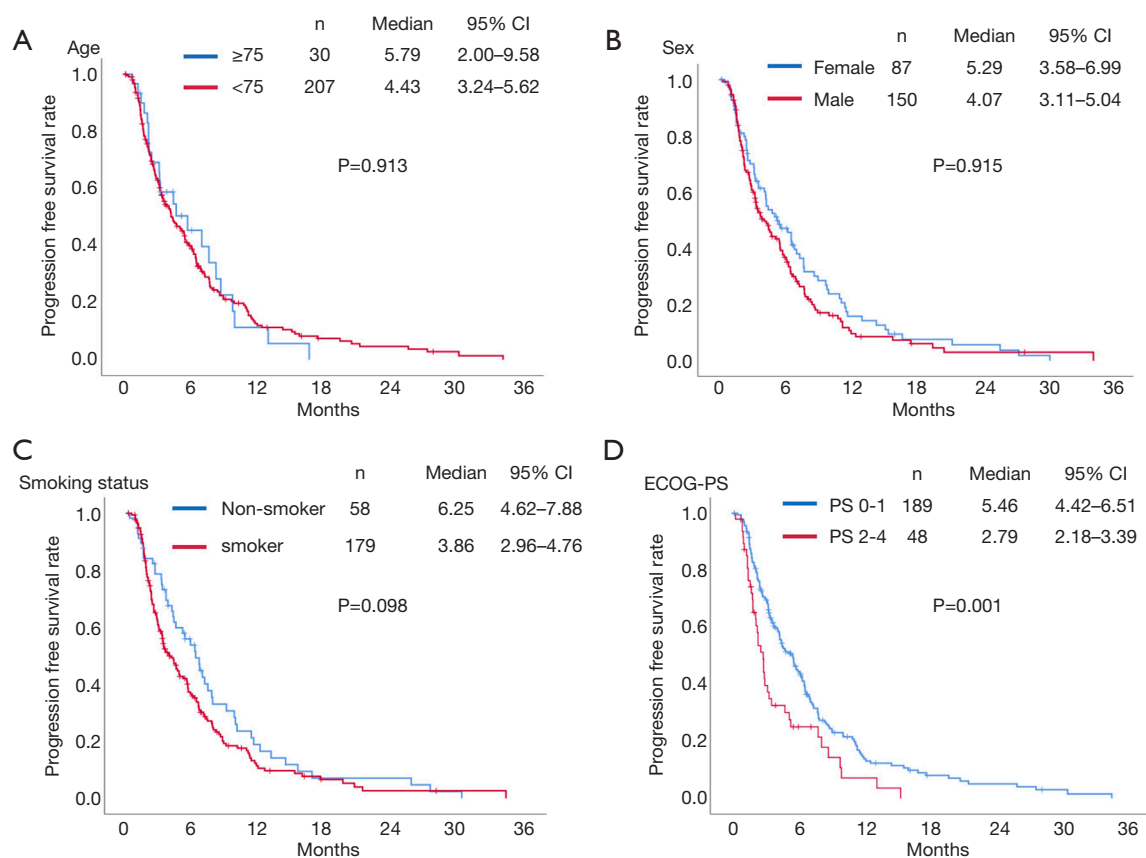 A
Age
n Median 95% CI
≥75 30 5.79 2.00–9.58
<75 207 4.43 3.24–5.62
P=0.913
Progression free survival rate
1.0
0.8
0.6
0.4
0.2
0.0
0 6 12 18 24 30 36
Months
B
Sex
n Median 95% CI
Female 87 5.29 3.58–6.99
Male 150 4.07 3.11–5.04
P=0.915
Progression free survival rate
1.0
0.8
0.6
0.4
0.2
0.0
0 6 12 18 24 30 36
Months
C
Smoking status
n Median 95% CI
Non-smoker 58 6.25 4.62–7.88
smoker 179 3.86 2.96–4.76
P=0.098
Progression free survival rate
1.0
0.8
0.6
0.4
0.2
0.0
0 6 12 18 24 30 36
Months
D
ECOG-PS
n Median 95% CI
PS 0-1 189 5.46 4.42–6.51
PS 2-4 48 2.79 2.18–3.39
P=0.001
Progression free survival rate
1.0
0.8
0.6
0.4
0.2
0.0
0 6 12 18 24 30 36
Months